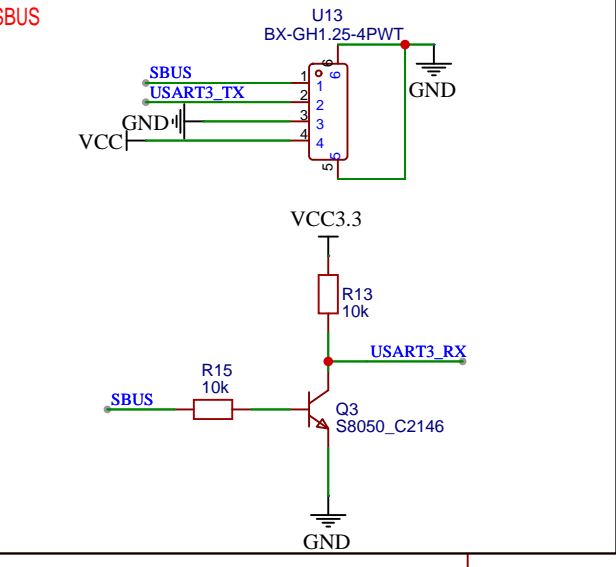 SBUS
U13
BX-GH1.25-4PWT
SBUS
1
1
6
6
USART3_TX
2
2
GND
3
3
VCC
4
4
5
5
GND
VCC3.3
R13
10k
USART3_RX
R15
10k
SBUS
Q3
S8050_C2146
GND